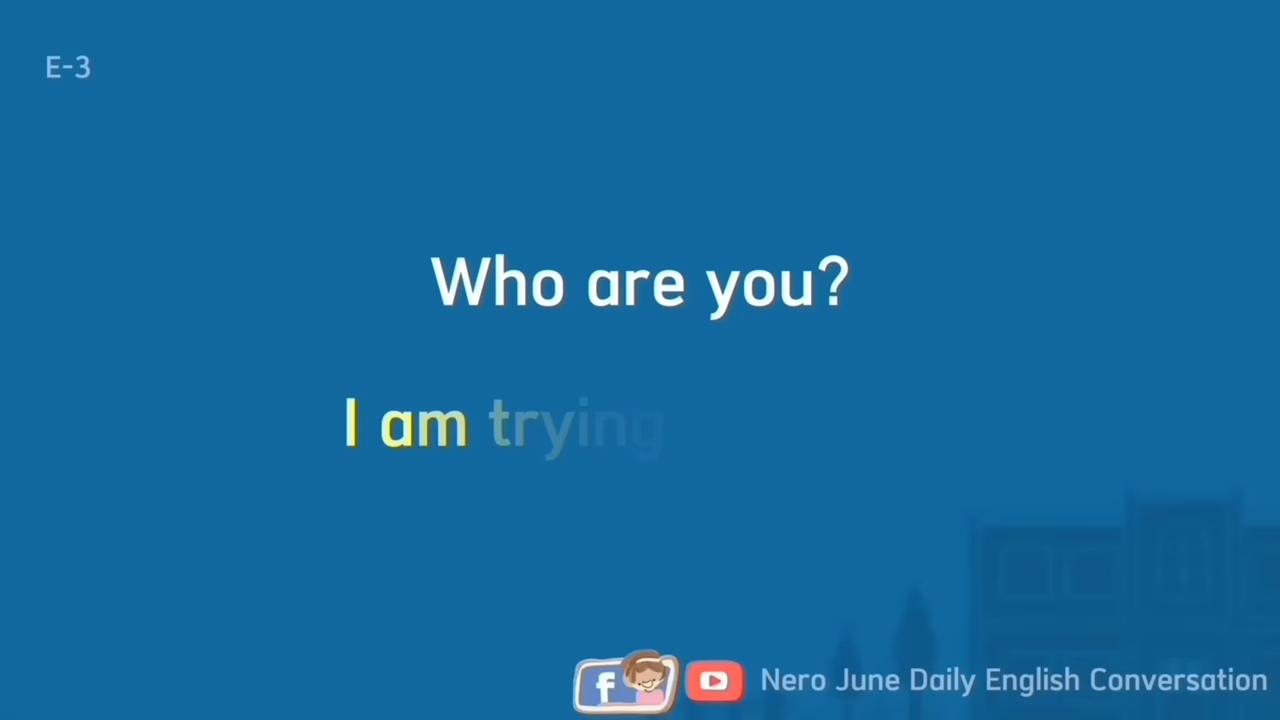 E-3
Who are you?
I am trying
f
Nero June Daily English Conversation